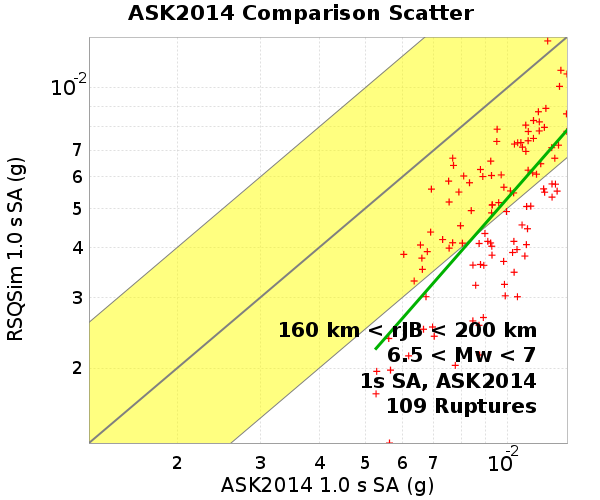 ASK2014 Comparison Scatter
RSQSim 1.0 s SA (g)
10-2
7
6
5
4
3
2
160 km < rJB < 200 km
6.5 < Mw < 7
1s SA, ASK2014
109 Ruptures
2 3 4 5 6 7 10-2
ASK2014 1.0 s SA (g)